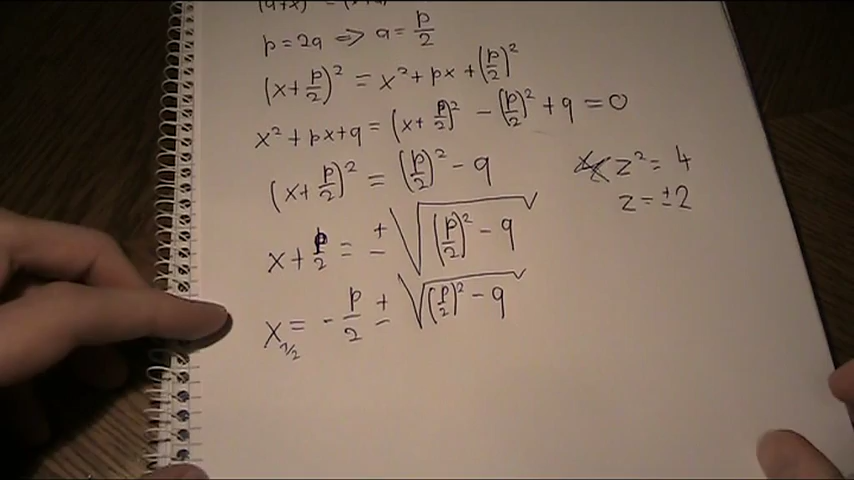 p = 2a => a = p/2
(x + p/2)² = x² + px + (p/2)²
x² + px + q = (x + p/2)² - (p/2)² + q = 0
(x + p/2)² = (p/2)² - q
x + p/2 = ± √((p/2)² - q)
x₁/₂ = - p/2 ± √((p/2)² - q)
z² = 4
z = ±2